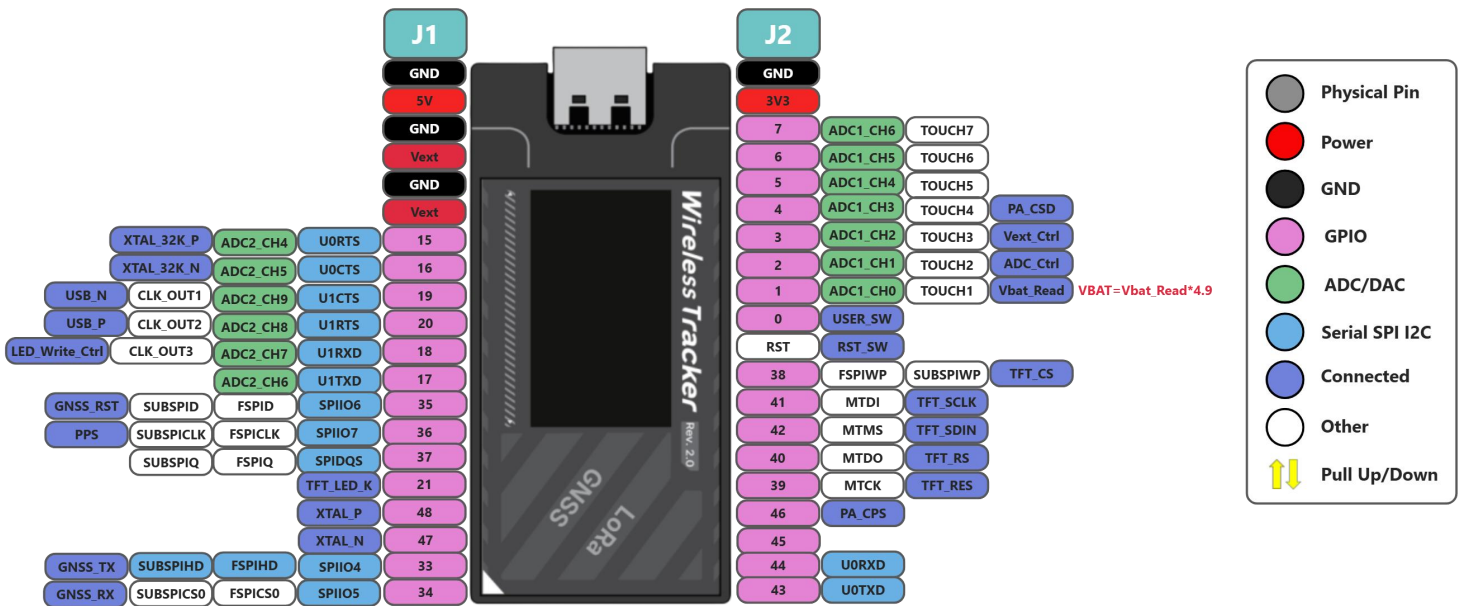 J1
J2
GND
GND
5V
3V3
GND
7 ADC1_CH6 TOUCH7
Vext
6 ADC1_CH5 TOUCH6
GND
5 ADC1_CH4 TOUCH5
Vext
4 ADC1_CH3 TOUCH4 PA_CSD
XTAL_32K_P ADC2_CH4 U0RTS 15
3 ADC1_CH2 TOUCH3 Vext_Ctrl
XTAL_32K_N ADC2_CH5 U0CTS 16
2 ADC1_CH1 TOUCH2 ADC_Ctrl
USB_N CLK_OUT1 ADC2_CH9 U1CTS 19
1 ADC1_CH0 TOUCH1 Vbat_Read VBAT=Vbat_Read*4.9
USB_P CLK_OUT2 ADC2_CH8 U1RTS 20
0 USER_SW
LED_Write_Ctrl CLK_OUT3 ADC2_CH7 U1RXD 18
RST RST_SW
ADC2_CH6 U1TXD 17
38 FSPIWP SUBSPIWP TFT_CS
GNSS_RST SUBSPID FSPID SPIIO6 35
41 MTDI TFT_SCLK
PPS SUBSPICLK FSPICLK SPIIO7 36
42 MTMS TFT_SDIN
SUBSPIQ FSPIQ SPIDQS 37
40 MTDO TFT_RS
TFT_LED_K 21
39 MTCK TFT_RES
XTAL_P 48
46 PA_CPS
XTAL_N 47
45
GNSS_TX SUBSPIHD FSPIHD SPIIO4 33
44 U0RXD
GNSS_RX SUBSPICS0 FSPICS0 SPIIO5 34
43 U0TXD
Wireless Tracker
Rev. 2.0
GNSS
LoRa
Physical Pin
Power
GND
GPIO
ADC/DAC
Serial SPI I2C
Connected
Other
Pull Up/Down